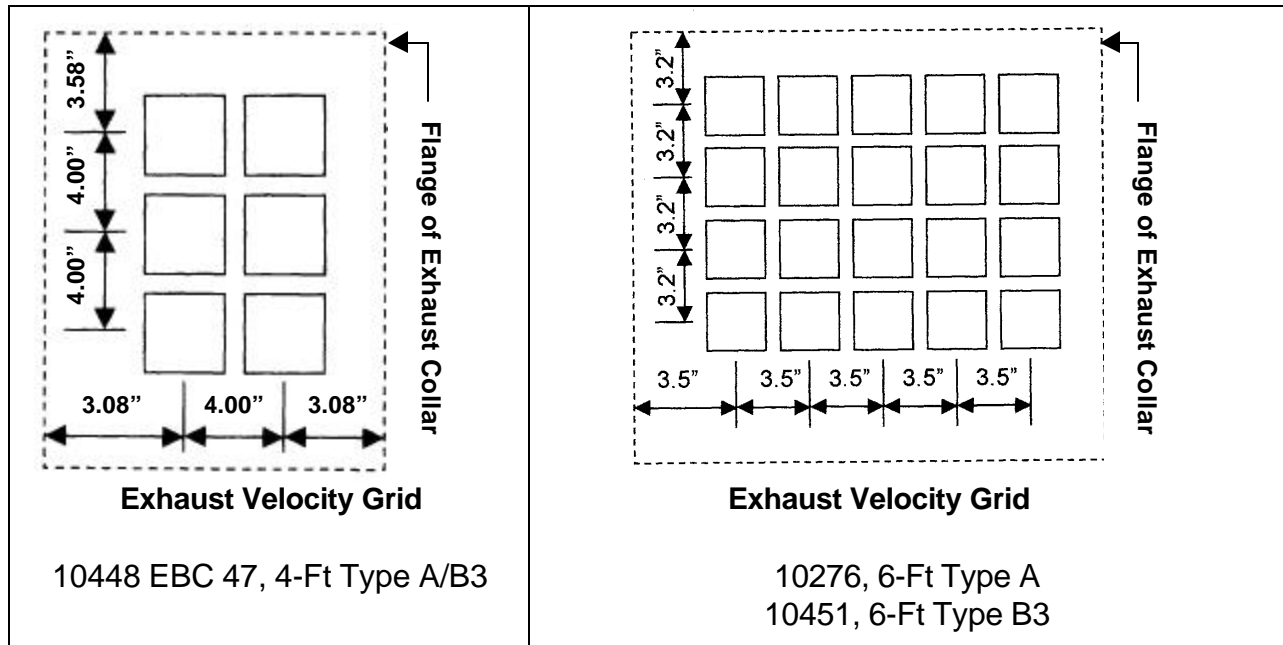 3.58”
4.00”
4.00”
3.08”
4.00”
3.08”
Flange of Exhaust Collar
Exhaust Velocity Grid
10448 EBC 47, 4-Ft Type A/B3
3.2”
3.2”
3.2”
3.2”
3.5”
3.5”
3.5”
3.5”
3.5”
Flange of Exhaust Collar
Exhaust Velocity Grid
10276, 6-Ft Type A
10451, 6-Ft Type B3